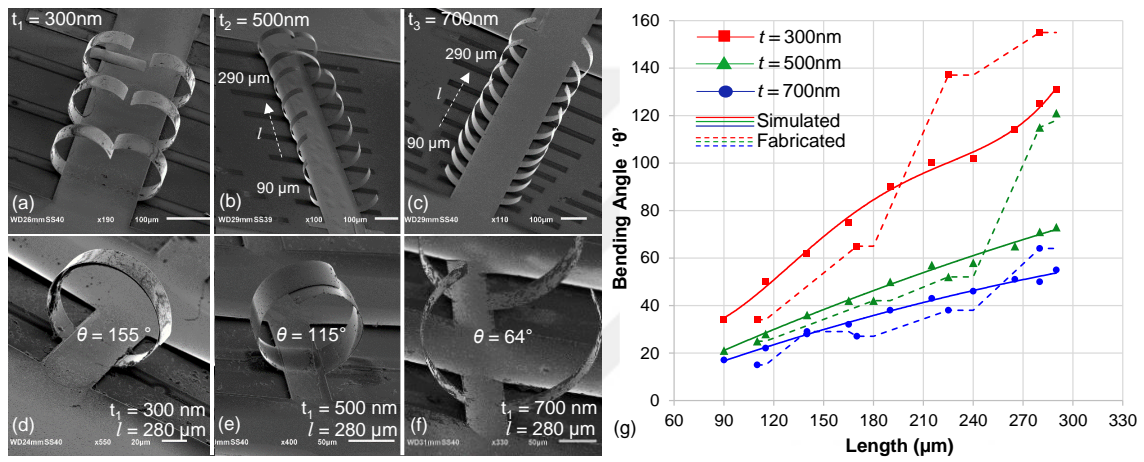 t₁ = 300nm
(a)
WD26mmSS40 x190 100µm
t₂ = 500nm
290 µm
l
90 µm
(b)
WD29mmSS39 x100 100µm
t₃ = 700nm
290 µm
l
90 µm
(c)
WD29mmSS40 x110 100µm
θ = 155 °
t₁ = 300 nm
(d) l = 280 µm
WD24mmSS40 x550 20µm
θ = 115°
t₁ = 500 nm
(e) l = 280 µm
WD29mmSS40 x400 50µm
θ = 64°
t₁ = 700 nm
(f) l = 280 µm
WD31mmSS40 x330 50µm
(g)
Bending Angle ‘θ’
160
140
120
100
80
60
40
20
0
t = 300nm
t = 500nm
t = 700nm
Simulated
Fabricated
60 90 120 150 180 210 240 270 300 330
Length (µm)